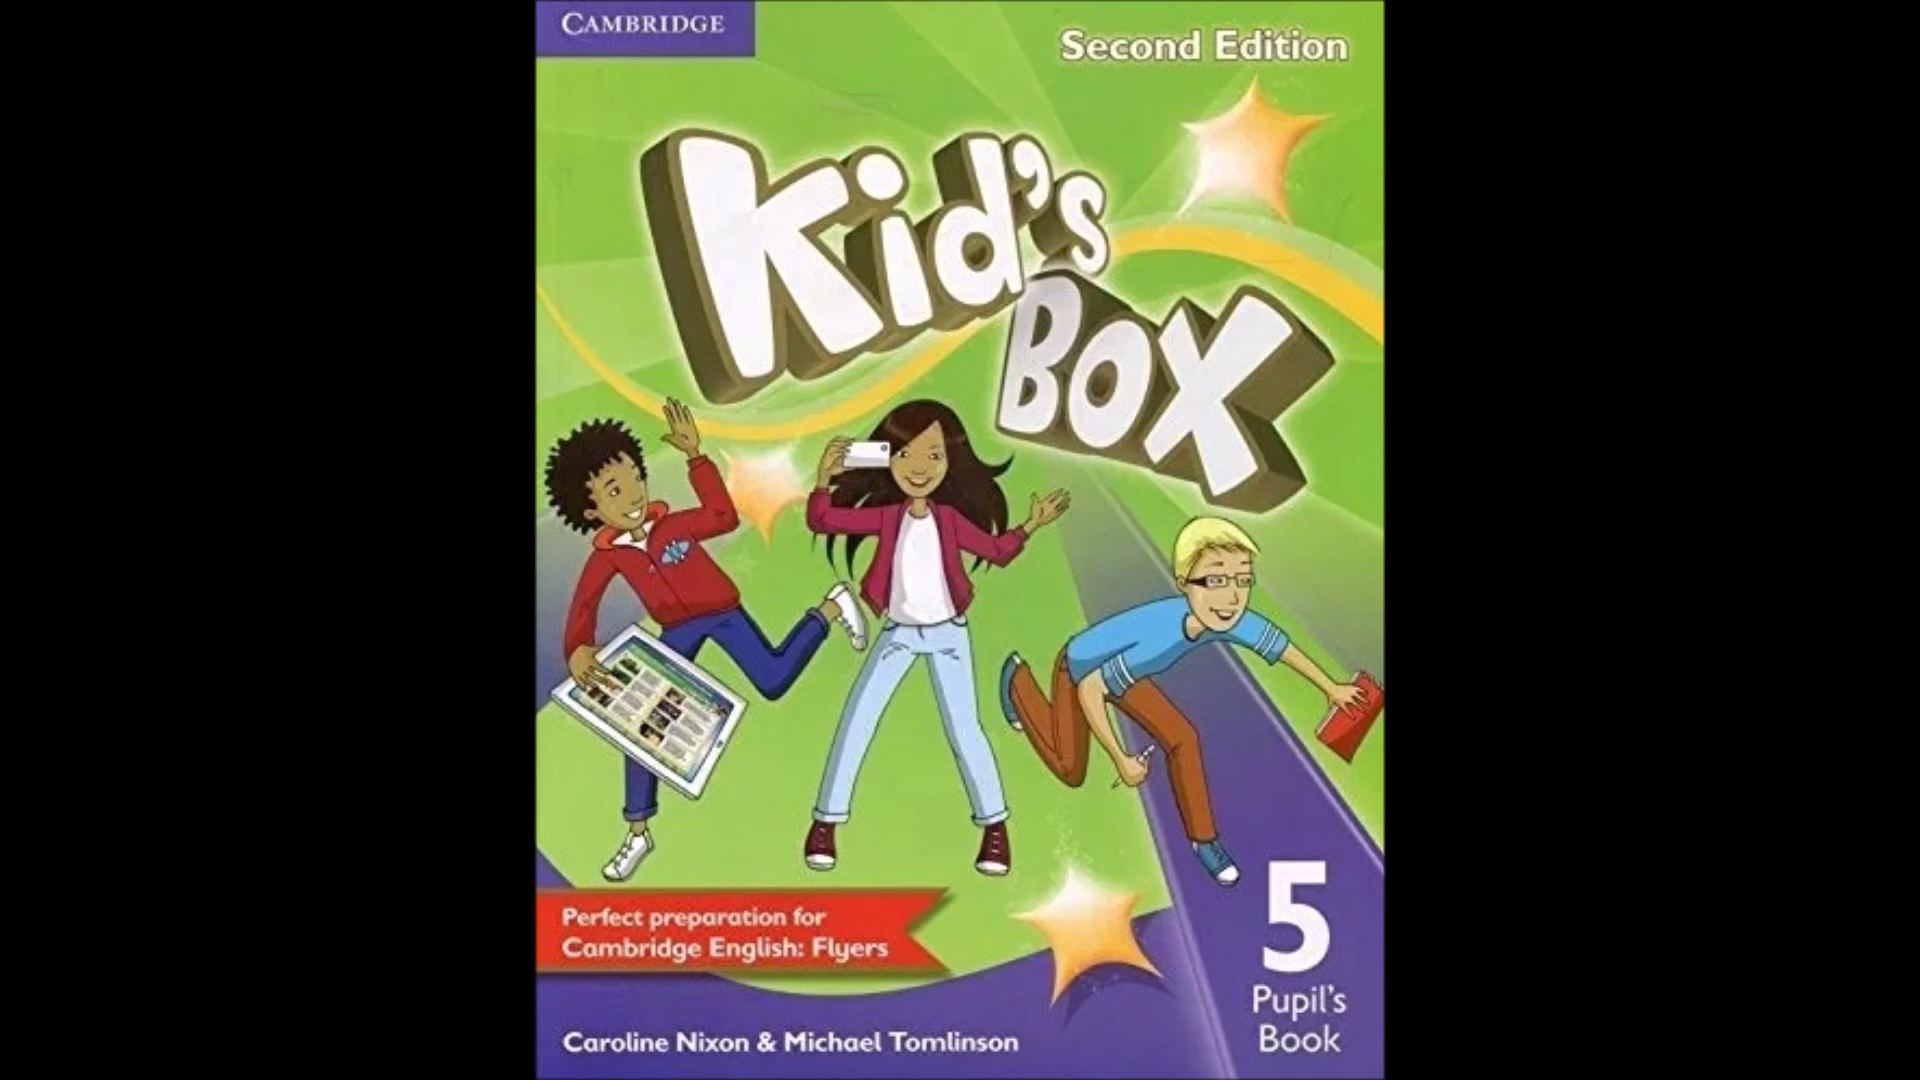 CAMBRIDGE
Second Edition
Kid's
Box
Perfect preparation for
Cambridge English: Flyers
5
Pupil's
Book
Caroline Nixon & Michael Tomlinson